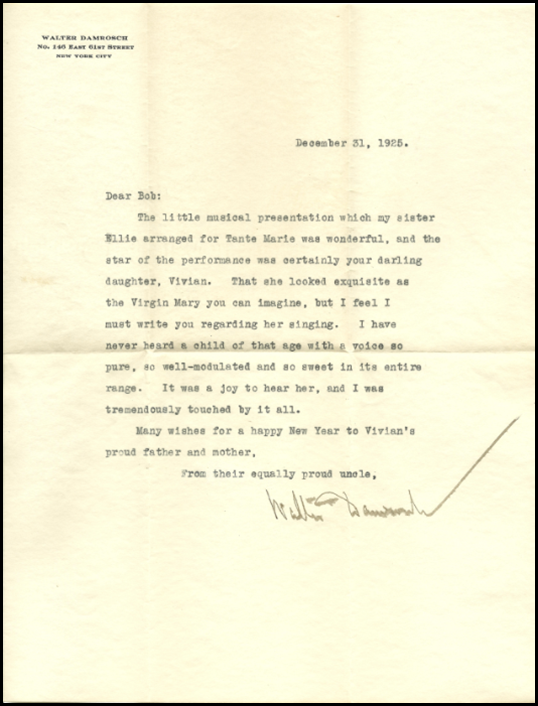 WALTER DAMROSCH
No. 146 East 61st Street
NEW YORK CITY
December 31, 1925.
Dear Bob:
The little musical presentation which my sister
Ellie arranged for Tante Marie was wonderful, and the
star of the performance was certainly your darling
daughter, Vivian. That she looked exquisite as
the Virgin Mary you can imagine, but I feel I
must write you regarding her singing. I have
never heard a child of that age with a voice so
pure, so well-modulated and so sweet in its entire
range. It was a joy to hear her, and I was
tremendously touched by it all.
Many wishes for a happy New Year to Vivian's
proud father and mother,
From their equally proud uncle,
Walter Damrosch